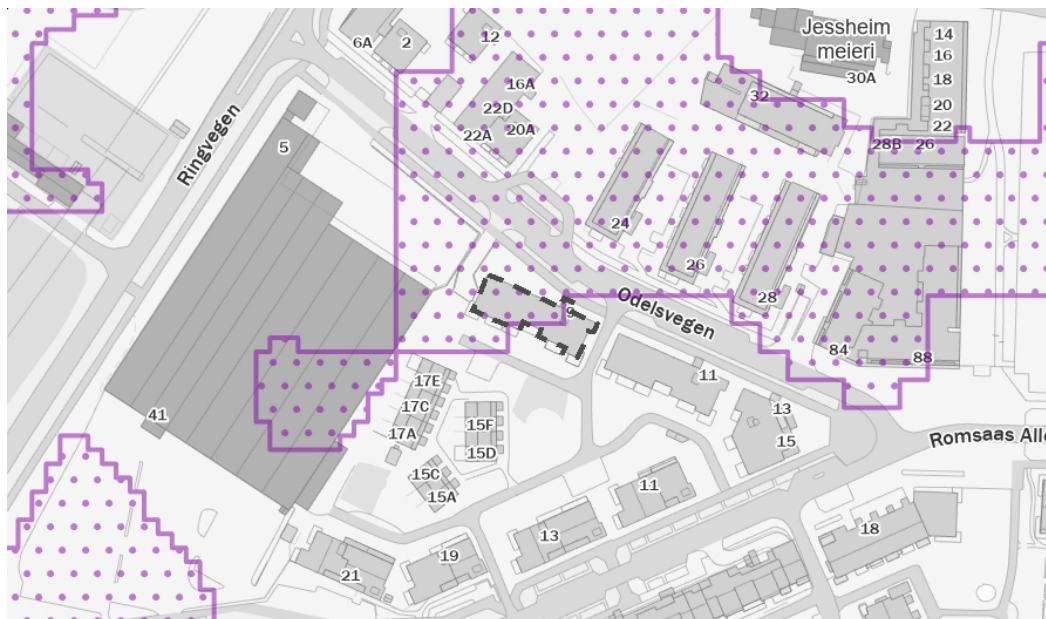 6A
2
12
Jessheim
meieri
30A
14
16
18
20
22
16A
22D
20A
22A
32
28B
26
5
Ringvegen
24
26
28
9
Odelsvegen
84
88
11
17E
17C
17A
15F
15D
15C
15A
41
13
15
Romsaas Alle
11
13
18
19
21